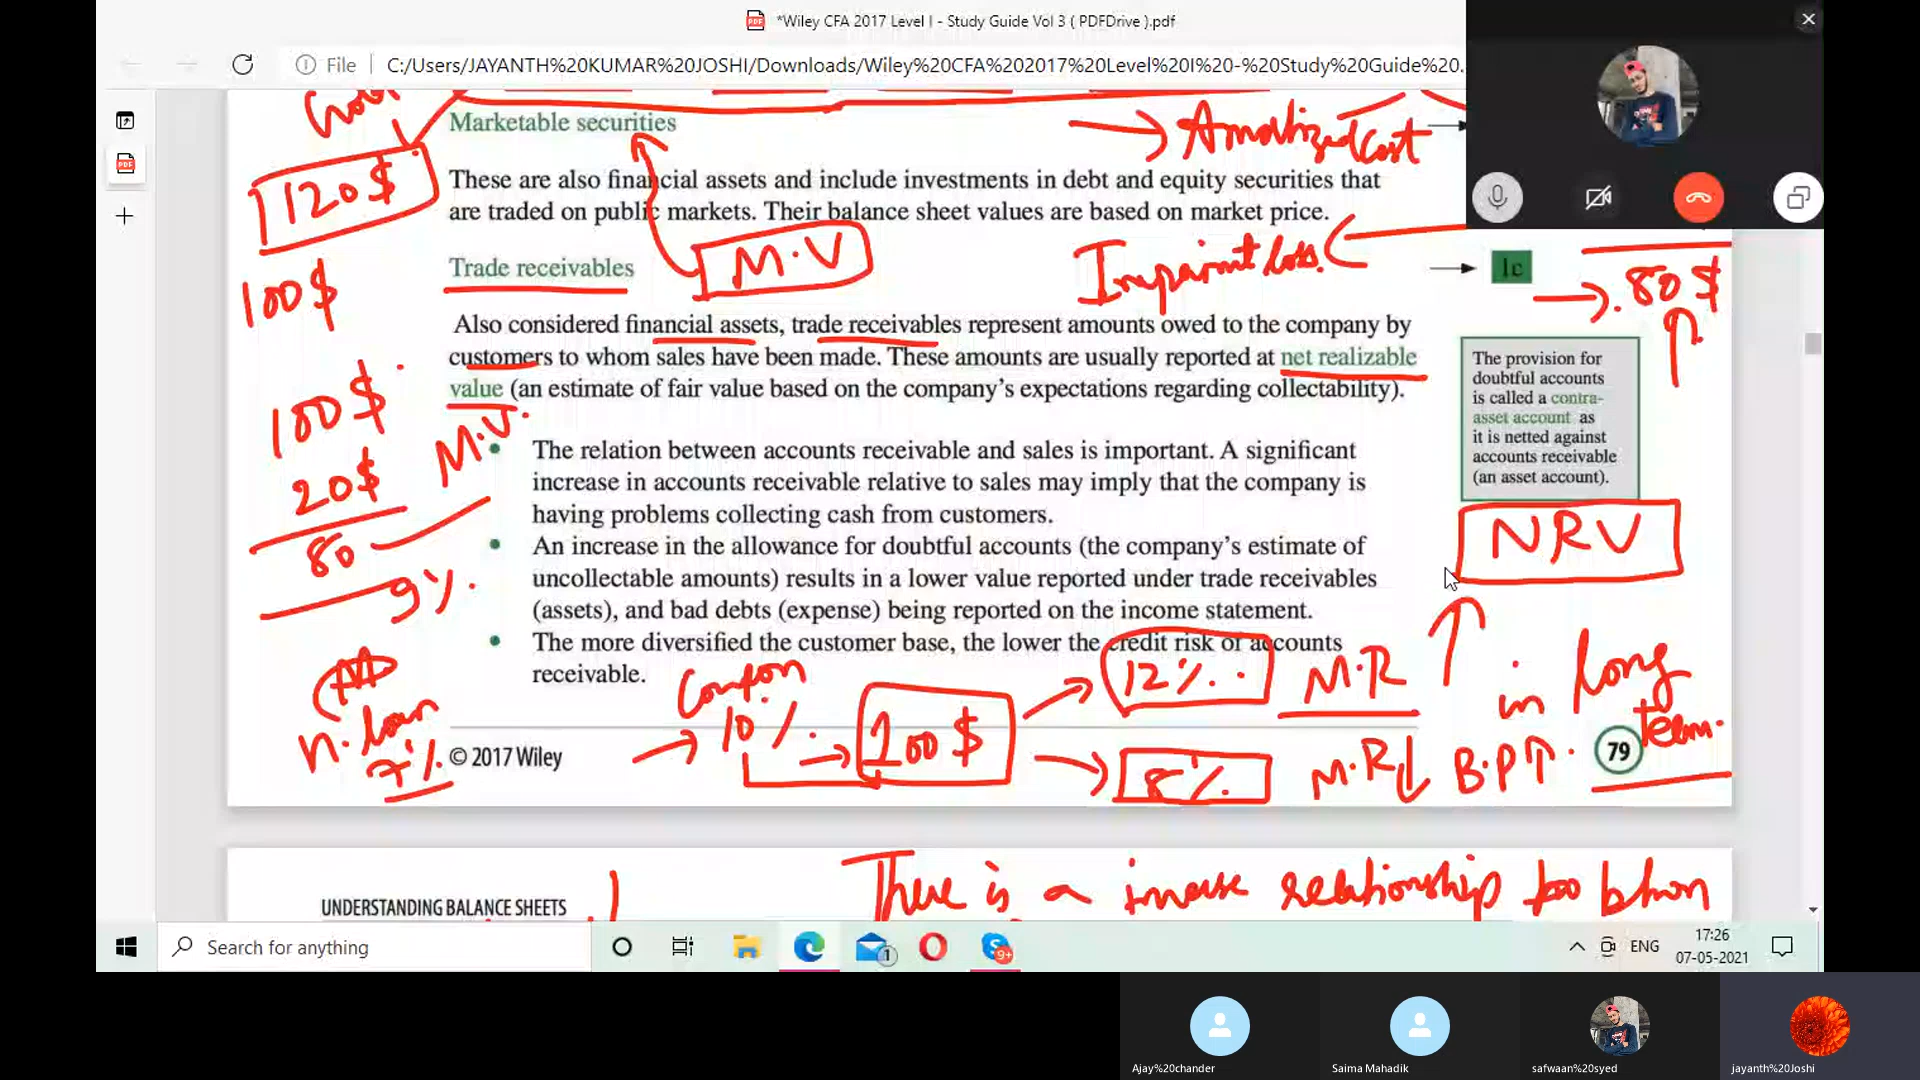 *Wiley CFA 2017 Level I - Study Guide Vol 3 ( PDFDrive ).pdf
File
C:/Users/JAYANTH%20KUMAR%20JOSHI/Downloads/Wiley%20CFA%202017%20Level%20I%20-%20Study%20Guide%20.
Marketable securities
Amortized Cost
120$
These are also financial assets and include investments in debt and equity securities that
are traded on public markets. Their balance sheet values are based on market price.
M.V
Impairment loss.
Trade receivables
1c
80$
100$
Also considered financial assets, trade receivables represent amounts owed to the company by
customers to whom sales have been made. These amounts are usually reported at net realizable
value (an estimate of fair value based on the company's expectations regarding collectability).
The provision for
doubtful accounts
is called a contra-
asset account as
it is netted against
accounts receivable
(an asset account).
100$
20$
80
M.V.
9%.
• The relation between accounts receivable and sales is important. A significant
increase in accounts receivable relative to sales may imply that the company is
having problems collecting cash from customers.
NRV
• An increase in the allowance for doubtful accounts (the company's estimate of
uncollectable amounts) results in a lower value reported under trade receivables
(assets), and bad debts (expense) being reported on the income statement.
• The more diversified the customer base, the lower the credit risk of accounts
receivable.
n. loan
7%.
Coupon
10%.
200$
12%.
M.R
8%.
M.R↓ B.P↑.
in long
team.
© 2017 Wiley
79
There is a inverse relationship
UNDERSTANDING BALANCE SHEETS
Search for anything
1
9+
ENG
17:26
07-05-2021
Ajay%20chander
Saima Mahadik
safwaan%20syed
jayanth%20Joshi